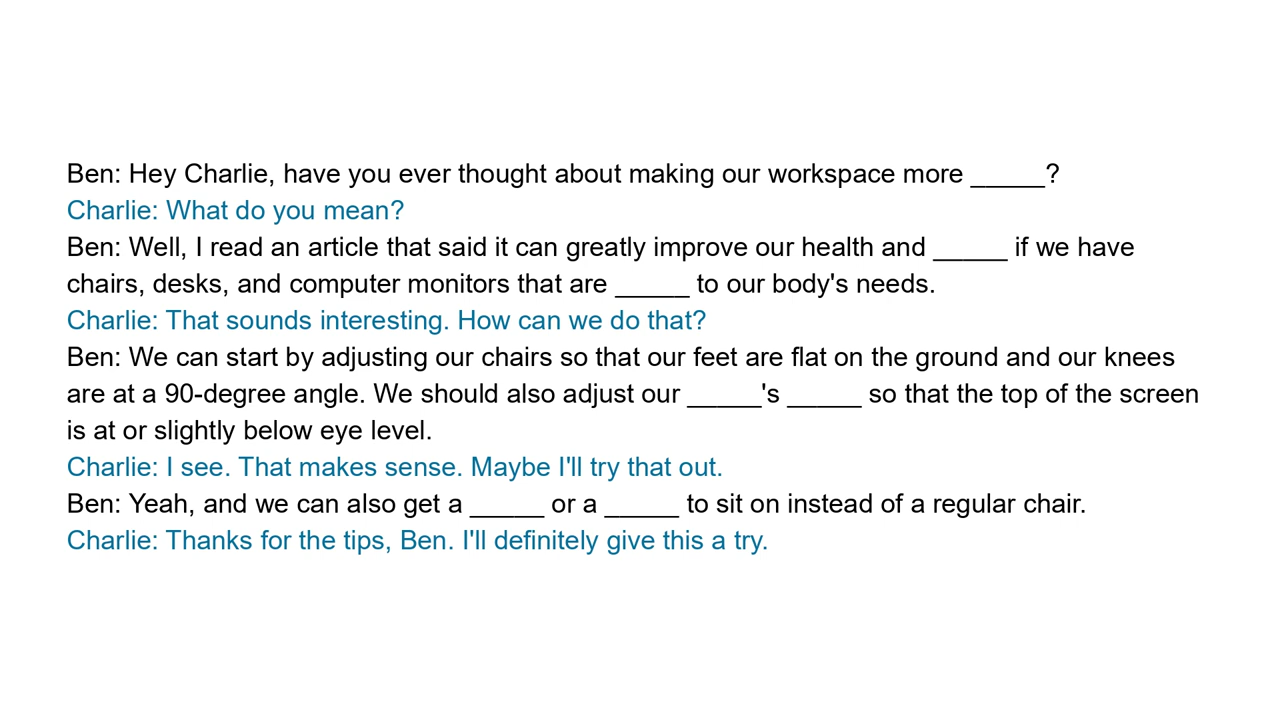 Ben: Hey Charlie, have you ever thought about making our workspace more _____?
Charlie: What do you mean?
Ben: Well, I read an article that said it can greatly improve our health and _____ if we have
chairs, desks, and computer monitors that are _____ to our body's needs.
Charlie: That sounds interesting. How can we do that?
Ben: We can start by adjusting our chairs so that our feet are flat on the ground and our knees
are at a 90-degree angle. We should also adjust our _____'s _____ so that the top of the screen
is at or slightly below eye level.
Charlie: I see. That makes sense. Maybe I'll try that out.
Ben: Yeah, and we can also get a _____ or a _____ to sit on instead of a regular chair.
Charlie: Thanks for the tips, Ben. I'll definitely give this a try.